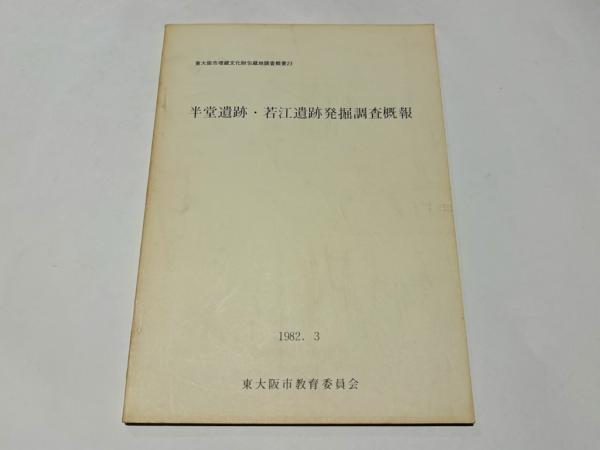 東大阪市埋蔵文化財包蔵地調査概要23
半堂遺跡・若江遺跡発掘調査概報
1982. 3
東大阪市教育委員会